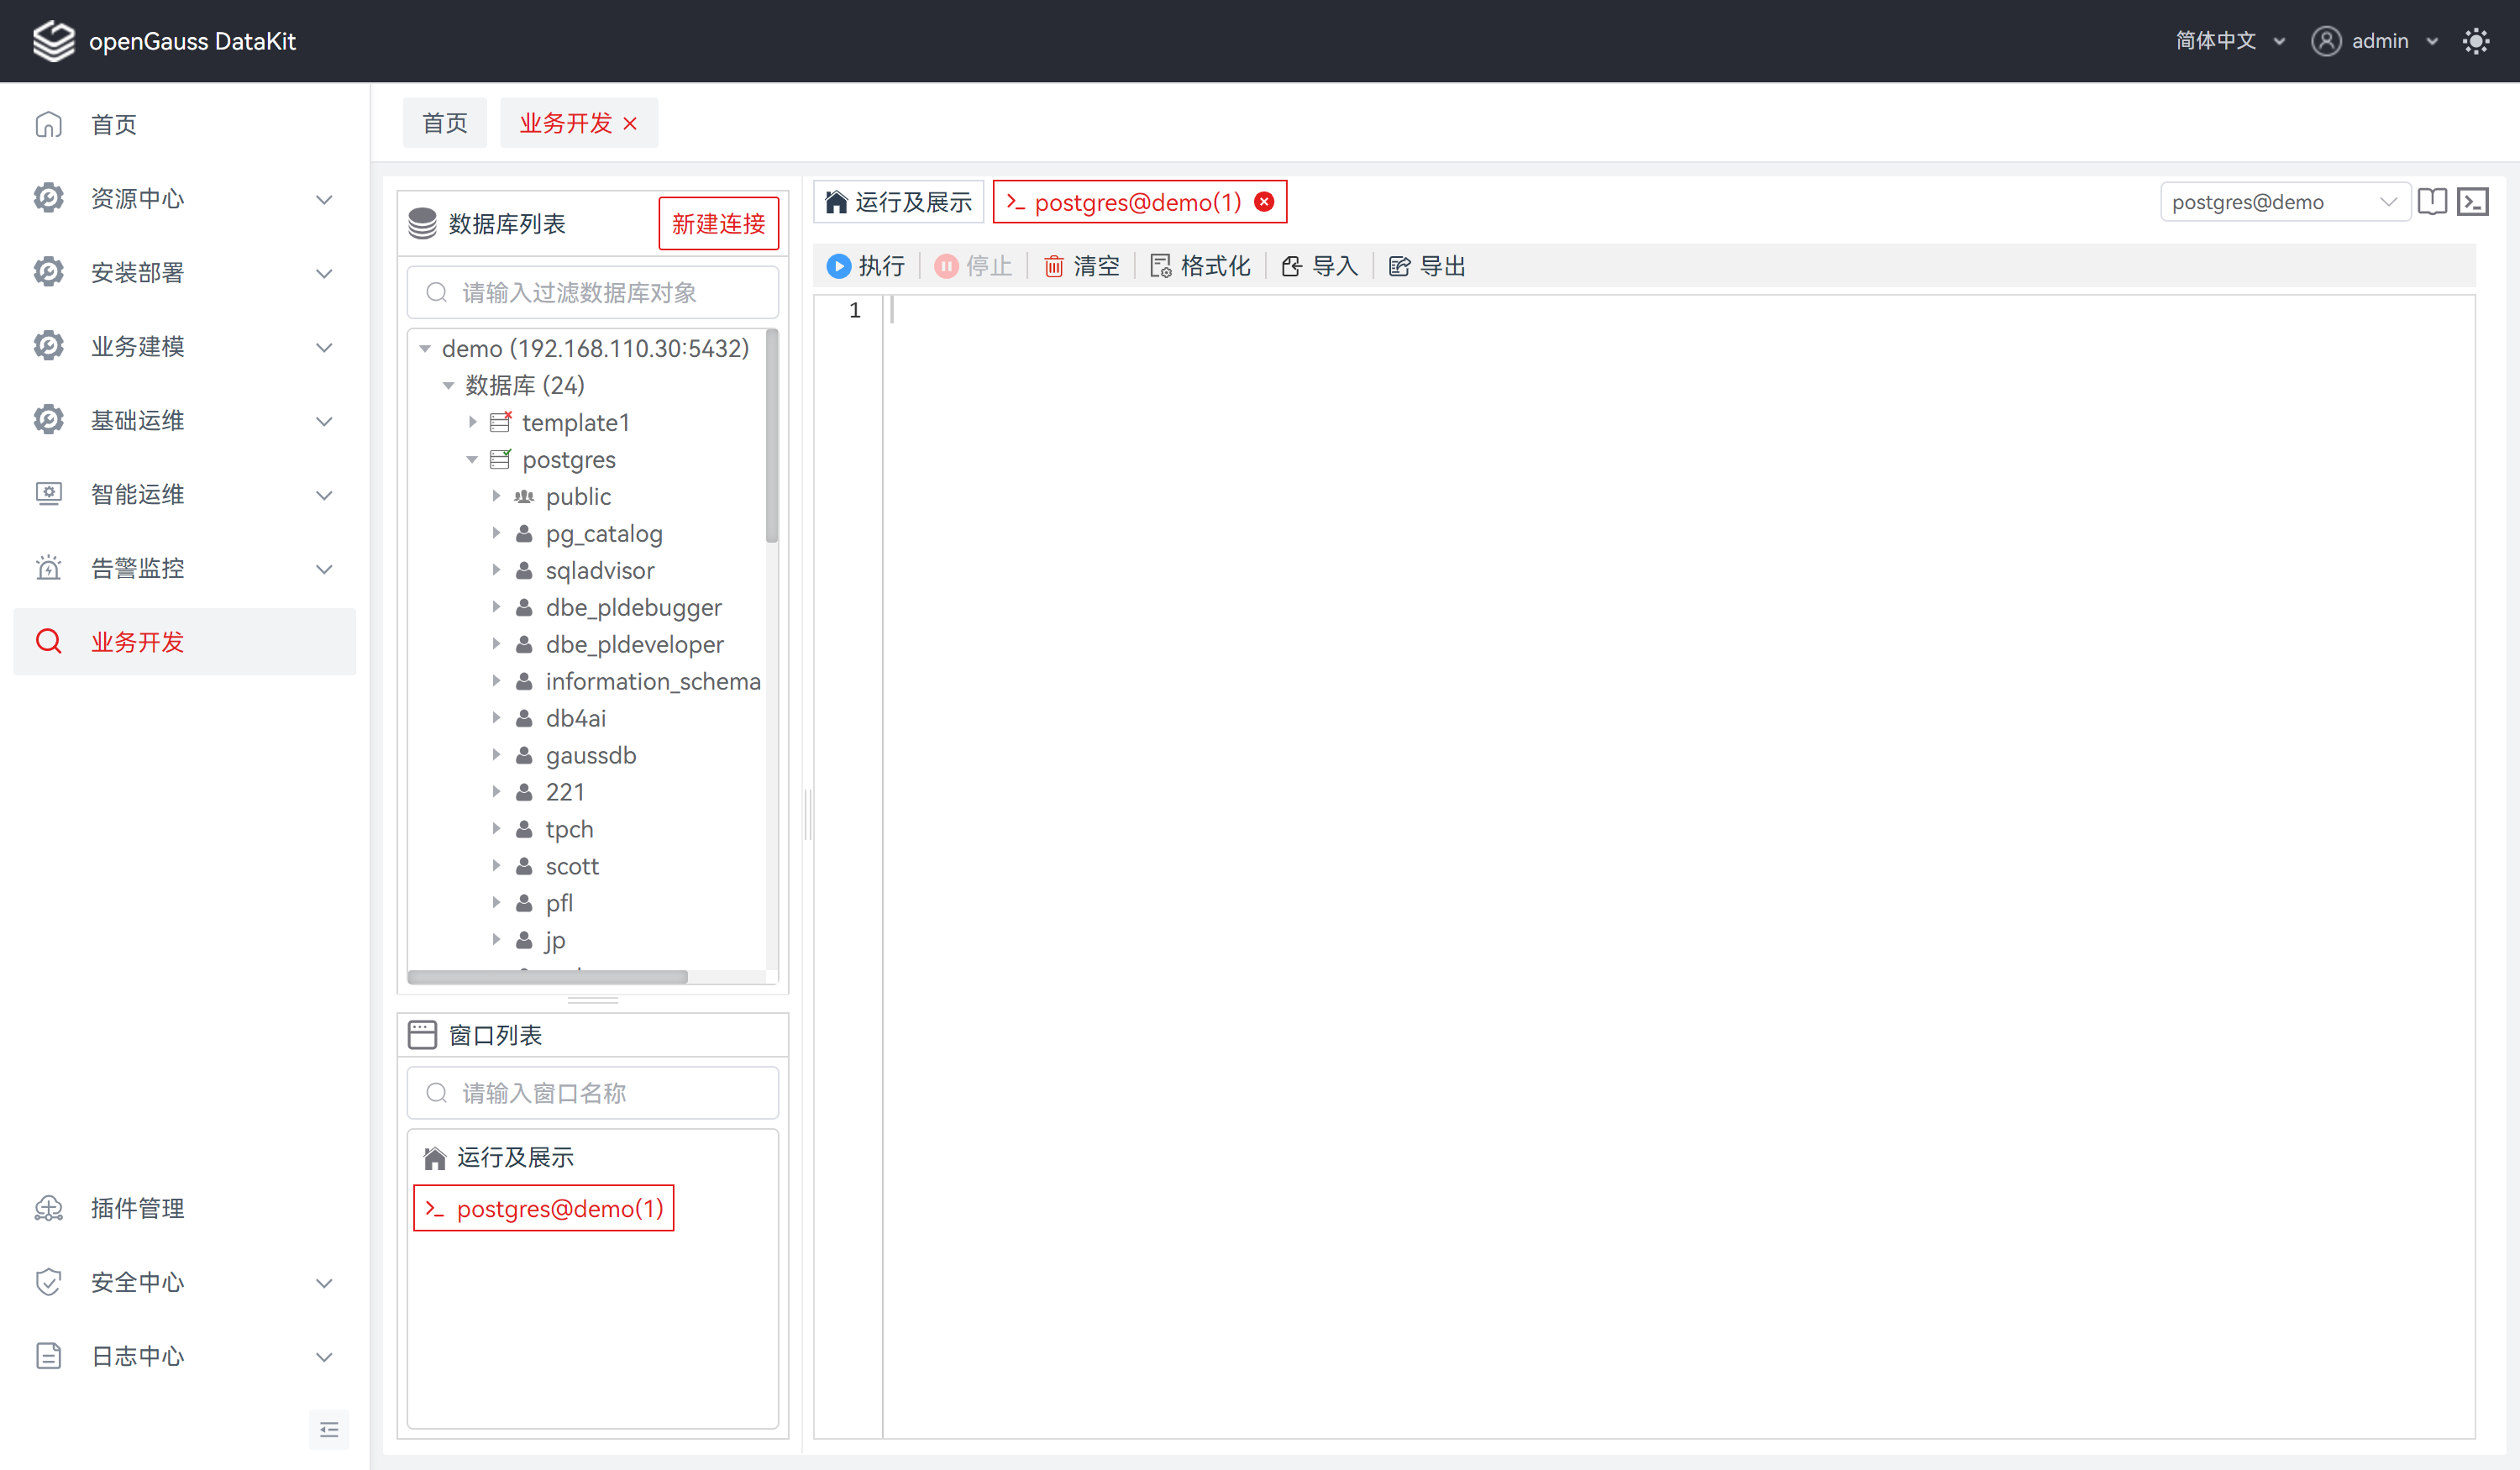 openGauss DataKit
简体中文
admin
首页
资源中心
安装部署
业务建模
基础运维
智能运维
告警监控
业务开发
插件管理
安全中心
日志中心
首页
业务开发
数据库列表
新建连接
请输入过滤数据库对象
demo (192.168.110.30:5432)
数据库 (24)
template1
postgres
public
pg_catalog
sqladvisor
dbe_pldebugger
dbe_pldeveloper
information_schema
db4ai
gaussdb
221
tpch
scott
pfl
jp
窗口列表
请输入窗口名称
运行及展示
postgres@demo(1)
运行及展示
postgres@demo(1)
postgres@demo
执行
停止
清空
格式化
导入
导出
1